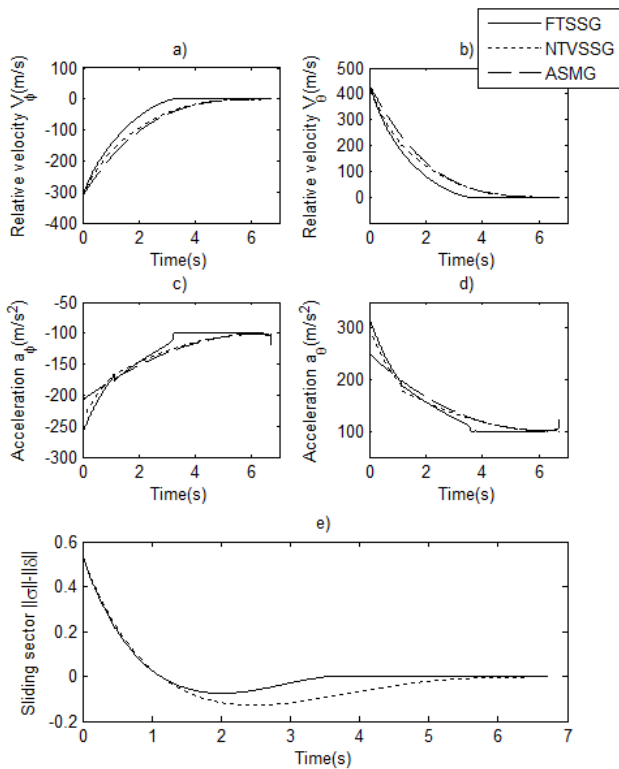 FTSSG
NTVSSG
ASMG
a)
Relative velocity V_ϕ(m/s)
100
0
-100
-200
-300
-400
0 2 4 6
Time(s)
b)
Relative velocity V_θ(m/s)
500
400
300
200
100
0
-100
0 2 4 6
Time(s)
c)
Acceleration a_ϕ(m/s²)
-50
-100
-150
-200
-250
-300
0 2 4 6
Time(s)
d)
Acceleration a_θ(m/s²)
300
200
100
0 2 4 6
Time(s)
e)
Sliding sector ||σ||-||δ||
0.6
0.4
0.2
0
-0.2
0 1 2 3 4 5 6 7
Time(s)